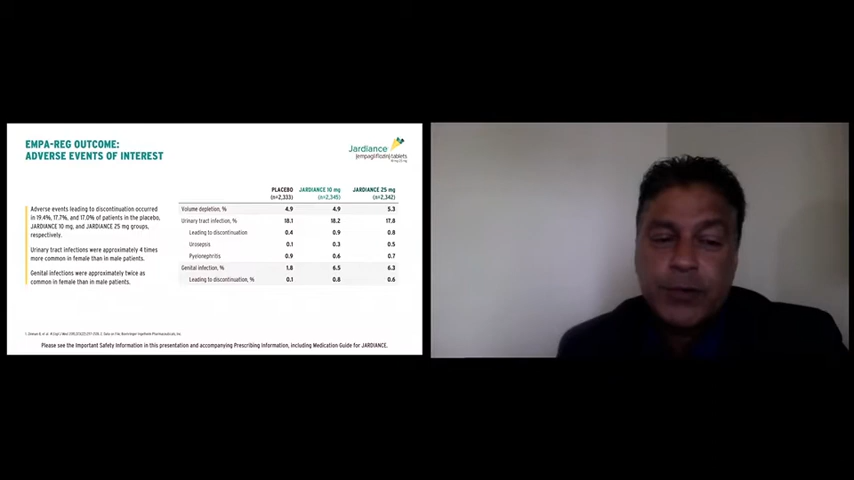 EMPA-REG OUTCOME:
ADVERSE EVENTS OF INTEREST
Jardiance
(empagliflozin) tablets
Adverse events leading to discontinuation occurred
in 19.4%, 17.7%, and 17.0% of patients in the placebo,
JARDIANCE 10 mg, and JARDIANCE 25 mg groups,
respectively.
Urinary tract infections were approximately 4 times
more common in female than in male patients.
Genital infections were approximately twice as
common in female than in male patients.
PLACEBO JARDIANCE 10 mg JARDIANCE 25 mg
(n=2,333) (n=2,345) (n=2,342)
Volume depletion, % 4.9 4.9 5.3
Urinary tract infection, % 18.1 18.2 17.8
Leading to discontinuation 0.4 0.9 0.8
Urosepsis 0.1 0.3 0.5
Pyelonephritis 0.9 0.6 0.7
Genital infection, % 1.8 6.5 6.3
Leading to discontinuation, % 0.1 0.8 0.6
Please see the Important Safety Information in this presentation and accompanying Prescribing Information, including Medication Guide for JARDIANCE.